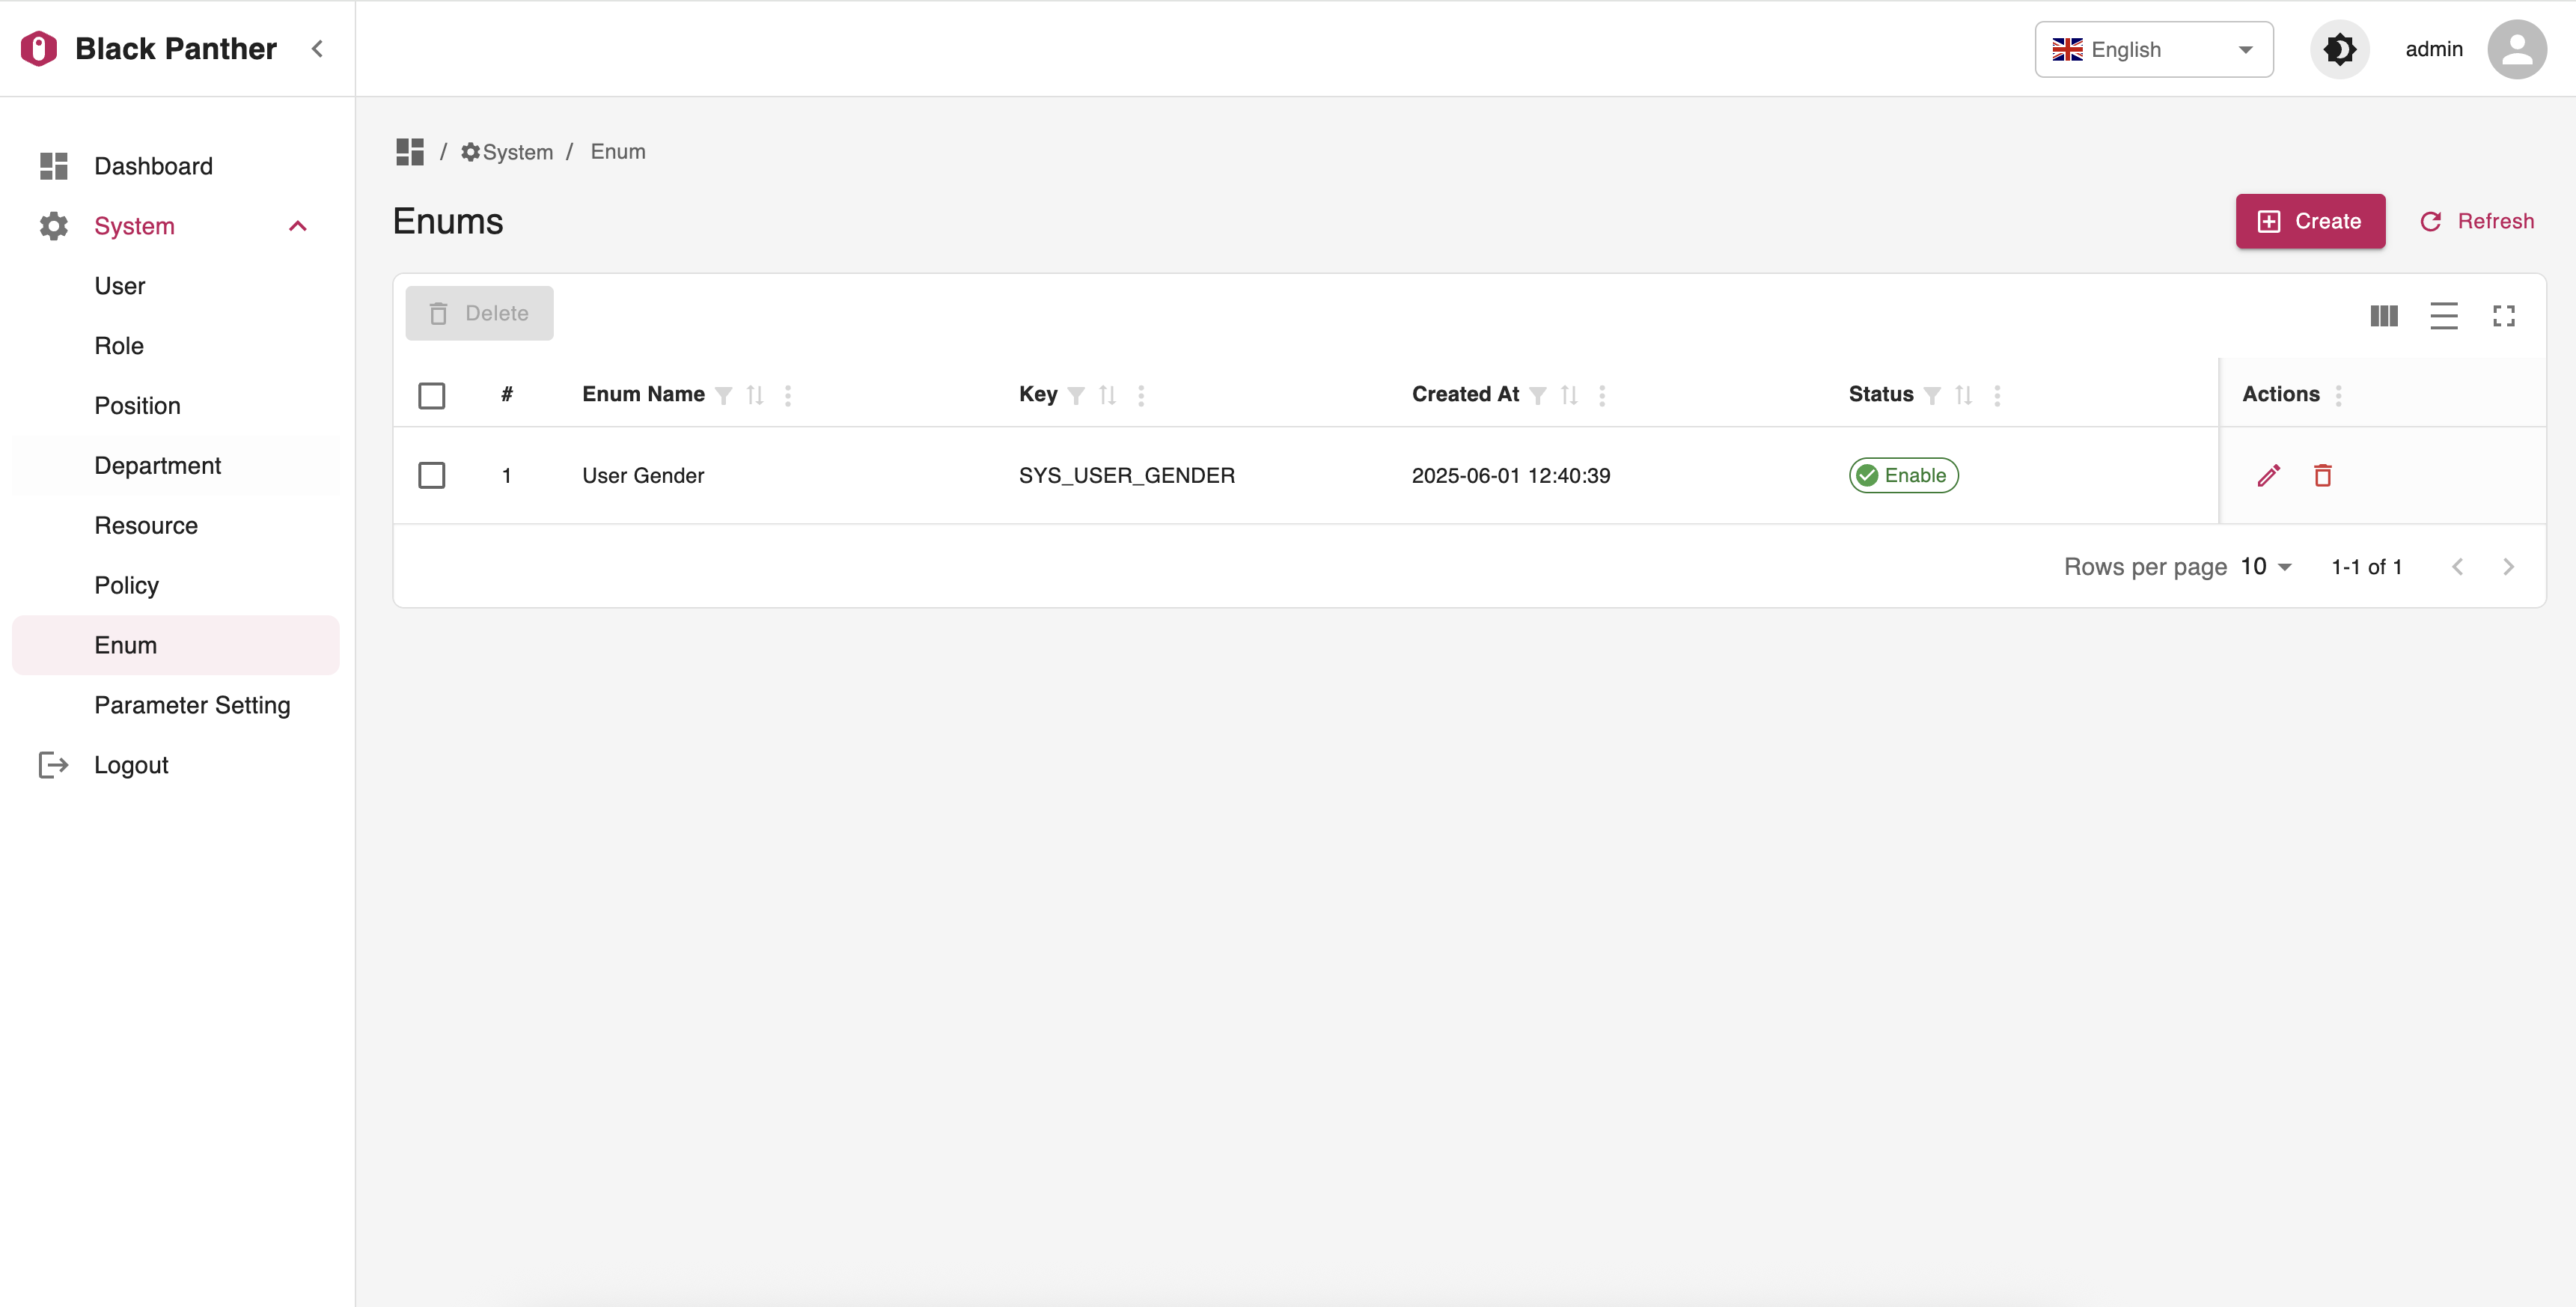 Black Panther
English
admin
Dashboard
System
User
Role
Position
Department
Resource
Policy
Enum
Parameter Setting
Logout
/ System / Enum
Enums
Create
Refresh
Delete
# Enum Name Key Created At Status Actions
1 User Gender SYS_USER_GENDER 2025-06-01 12:40:39 Enable
Rows per page 10 1-1 of 1